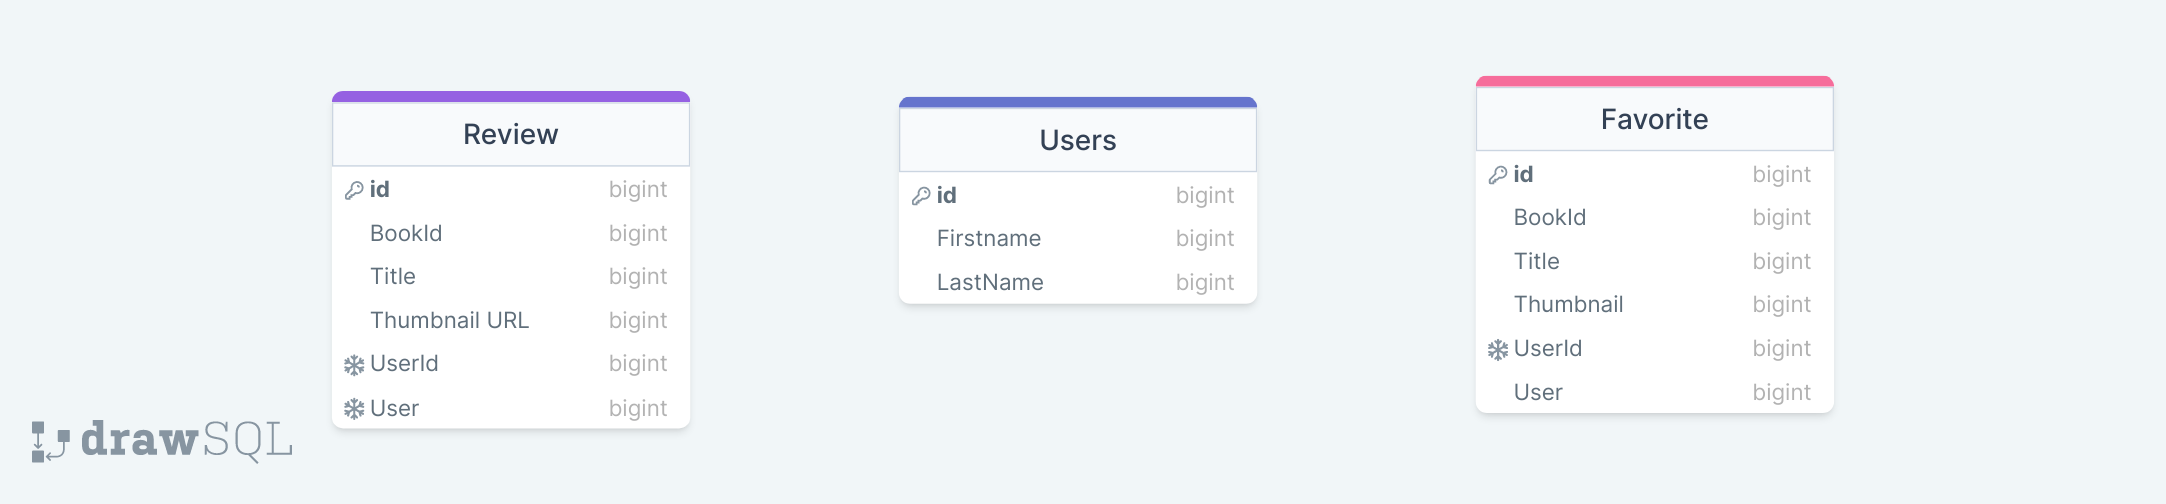 Review
id bigint
BookId bigint
Title bigint
Thumbnail URL bigint
UserId bigint
User bigint
Users
id bigint
Firstname bigint
LastName bigint
Favorite
id bigint
BookId bigint
Title bigint
Thumbnail bigint
UserId bigint
User bigint
drawSQL